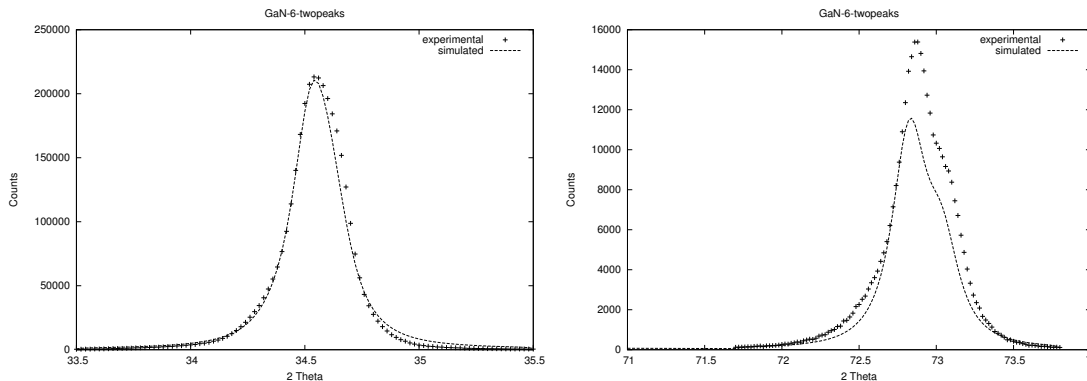 GaN-6-twopeaks
250000
experimental
simulated
200000
150000
Counts
100000
50000
0
33.5 34 34.5 35 35.5
2 Theta
GaN-6-twopeaks
16000
experimental
simulated
14000
12000
10000
Counts
8000
6000
4000
2000
0
71 71.5 72 72.5 73 73.5
2 Theta